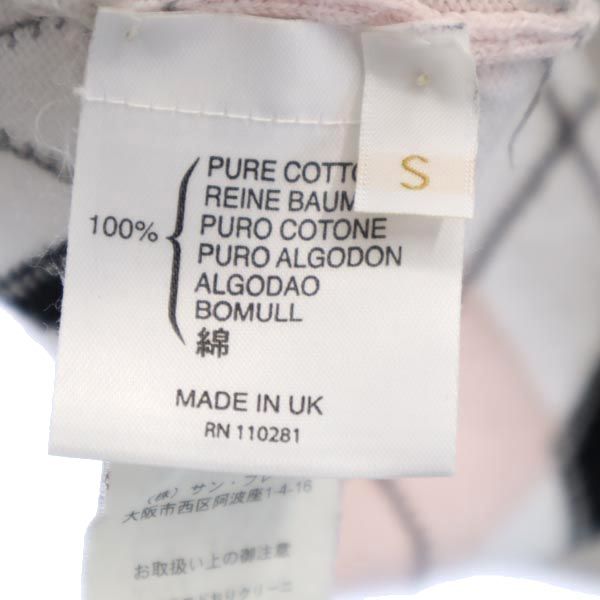 S
PURE
REINE
100% PURO COTONE
PURO ALGODON
ALGODAO
BOMULL
綿
MADE IN UK
RN 110281
(株) サン・フレ
大阪市西区阿波座1-4-16
お取扱い上の御注意